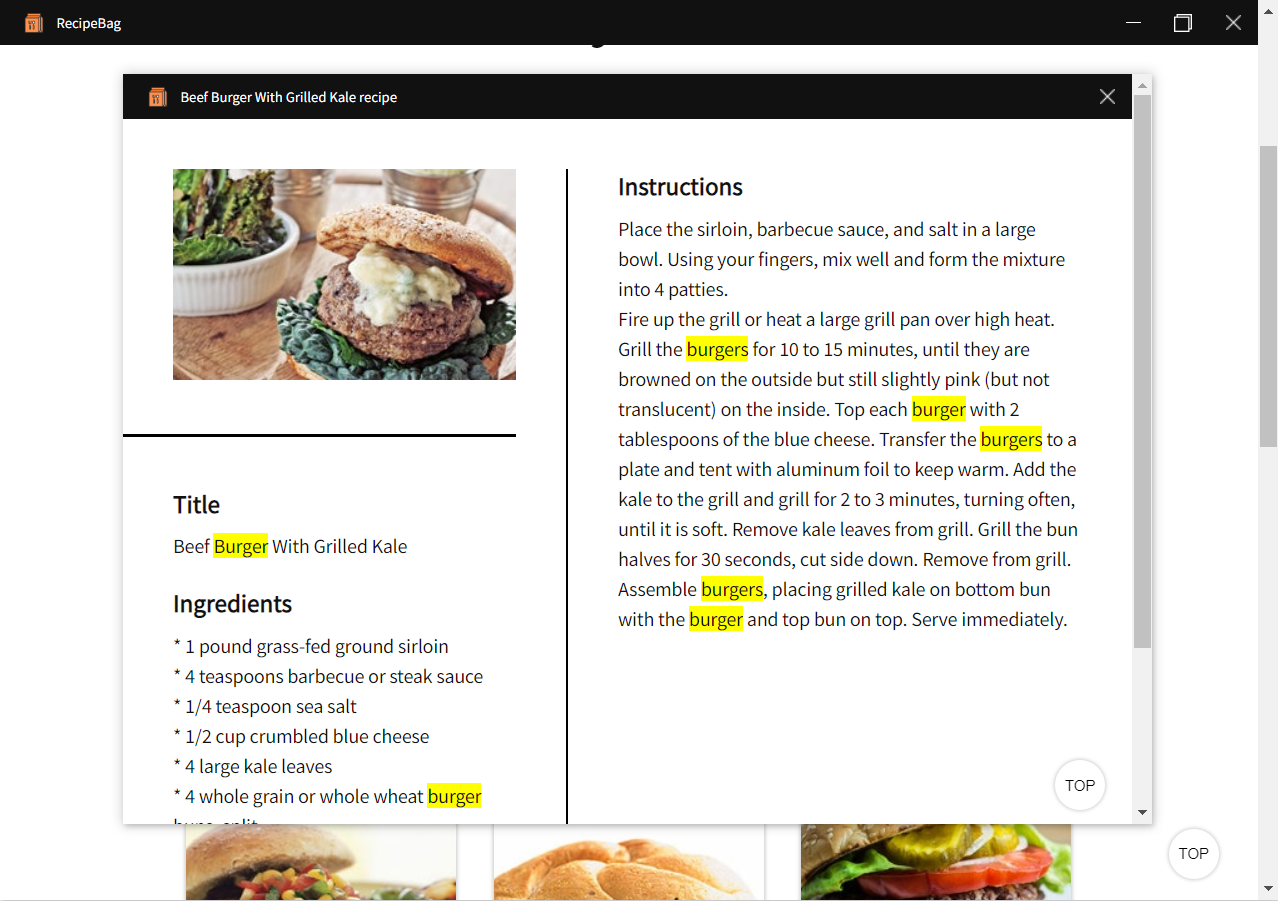 RecipeBag
Beef Burger With Grilled Kale recipe
Title
Beef Burger With Grilled Kale
Ingredients
* 1 pound grass-fed ground sirloin
* 4 teaspoons barbecue or steak sauce
* 1/4 teaspoon sea salt
* 1/2 cup crumbled blue cheese
* 4 large kale leaves
* 4 whole grain or whole wheat burger
buns, split
Instructions
Place the sirloin, barbecue sauce, and salt in a large
bowl. Using your fingers, mix well and form the mixture
into 4 patties.
Fire up the grill or heat a large grill pan over high heat.
Grill the burgers for 10 to 15 minutes, until they are
browned on the outside but still slightly pink (but not
translucent) on the inside. Top each burger with 2
tablespoons of the blue cheese. Transfer the burgers to a
plate and tent with aluminum foil to keep warm. Add the
kale to the grill and grill for 2 to 3 minutes, turning often,
until it is soft. Remove kale leaves from grill. Grill the bun
halves for 30 seconds, cut side down. Remove from grill.
Assemble burgers, placing grilled kale on bottom bun
with the burger and top bun on top. Serve immediately.
TOP
TOP